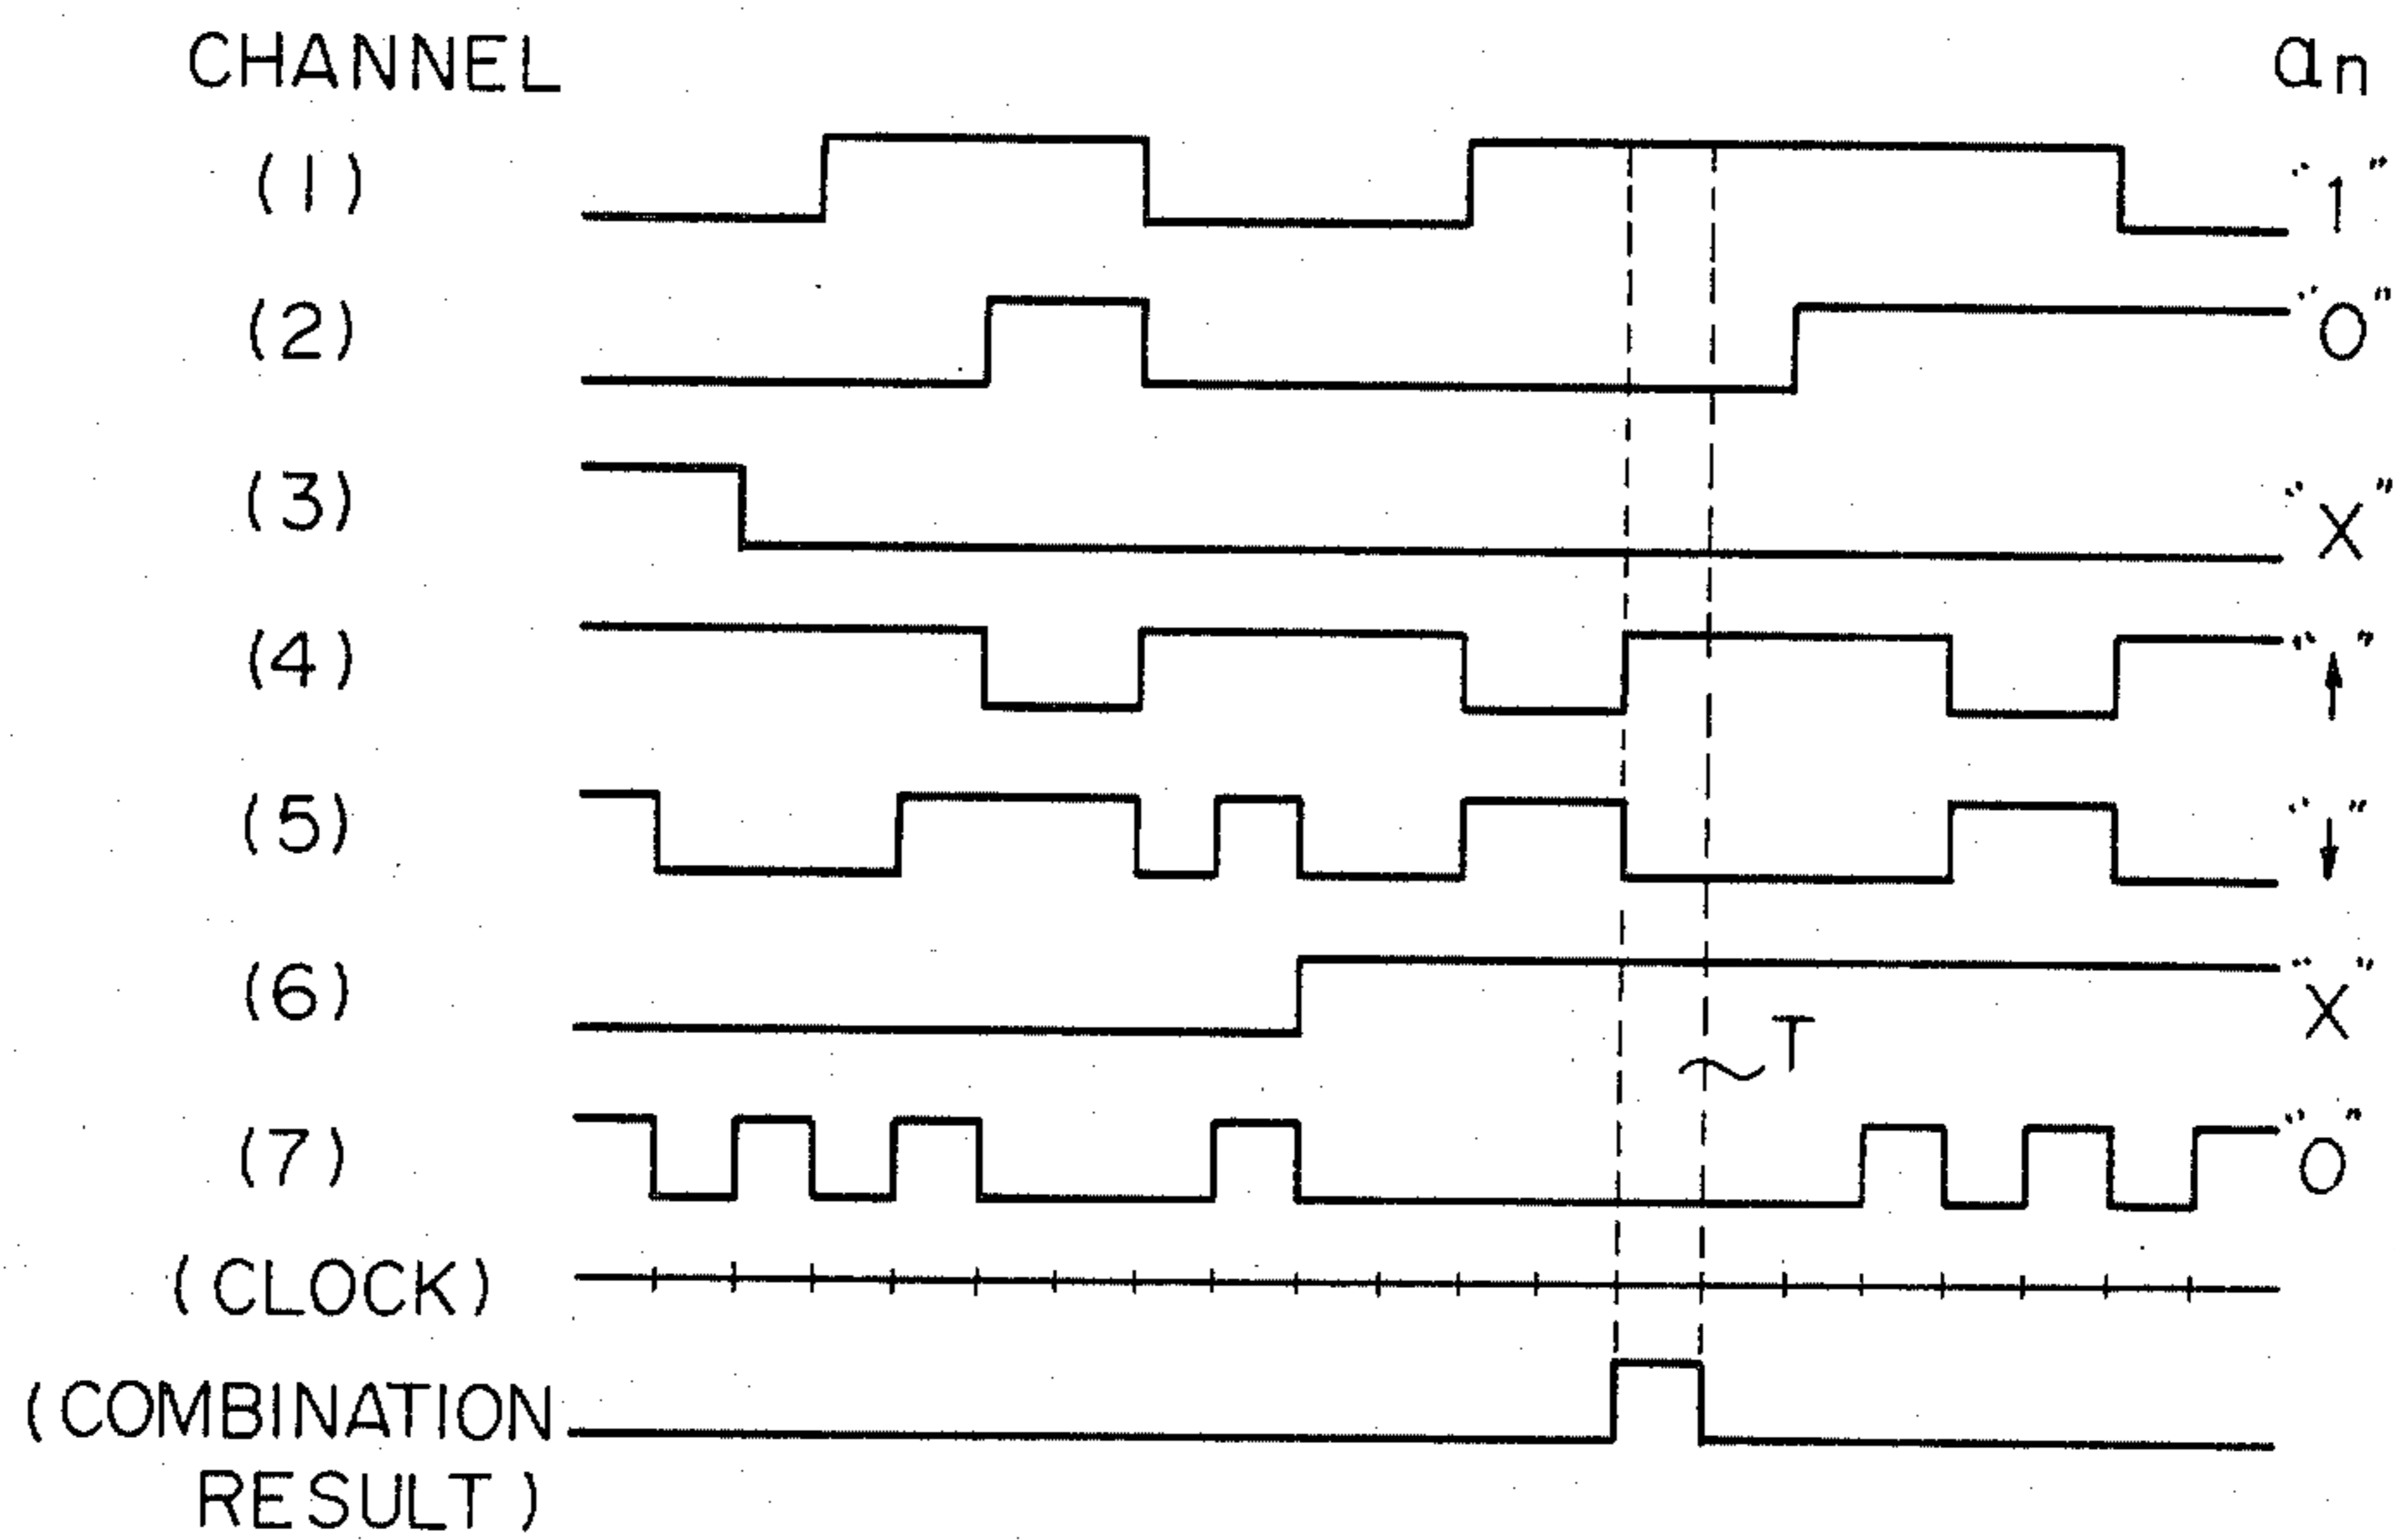 CHANNEL an
(1) "1"
(2) "0"
(3) "X"
(4) "↑"
(5) "↓"
(6) "X"
T
(7) "0"
(CLOCK)
(COMBINATION
RESULT)